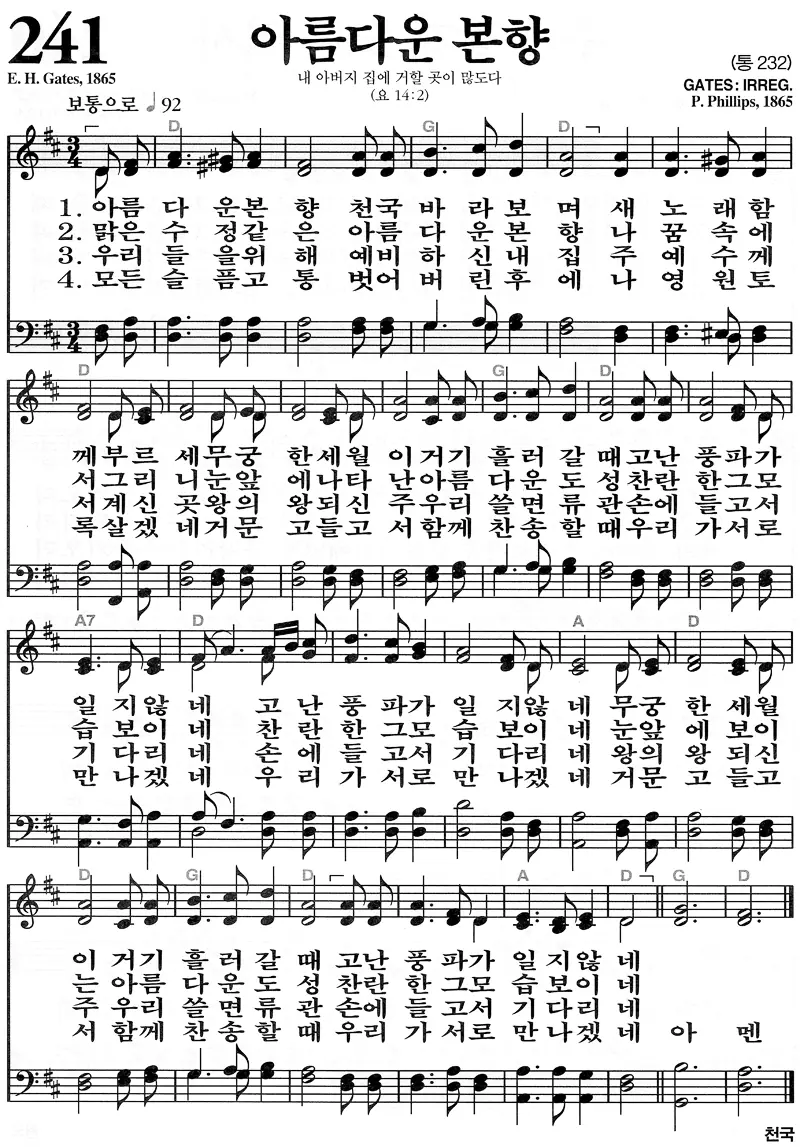 241
아름다운 본향
E. H. Gates, 1865
내 아버지 집에 거할 곳이 많도다
(요 14:2)
(통 232)
GATES: IRREG.
P. Phillips, 1865
보통으로 ♩92
D G D
3/4
1. 아름 다 운본 향 천국 바 라보 며 새 노 래함
2. 맑은 수 정같 은 아름 다 운본 향 나 꿈 속에
3. 우리 들 을위 해 예비 하 신내 집 주 예 수께
4. 모든 슬 픔고 통 벗어 버 린후 에 나 영 원토
3/4
D G D
께부르 세무궁 한세월 이거기 흘러 갈 때고난 풍파가
서그리 니눈앞 에나타 난아름 다운 도 성찬란 한그모
서계신 곳왕의 왕되신 주우리 쓸면 류 관손에 들고서
록살겠 네거문 고들고 서함께 찬송 할 때우리 가서로
A7 D A D
일 지않 네 고 난 풍 파가 일 지않 네 무궁 한 세월
습 보이 네 찬 란 한 그모 습 보이 네 눈앞 에 보이
기 다리 네 손 에 들 고서 기 다리 네 왕의 왕 되신
만 나겠 네 우 리 가 서로 만 나겠 네 거문 고 들고
D G D A D G D
이 거기 흘 러갈 때 고난 풍 파가 일 지않 네
는 아름 다 운도 성 찬란 한 그모 습 보이 네
주 우리 쓸 면류 관 손에 들 고서 기 다리 네
서 함께 찬 송할 때 우리 가 서로 만 나겠 네 아 멘
천국